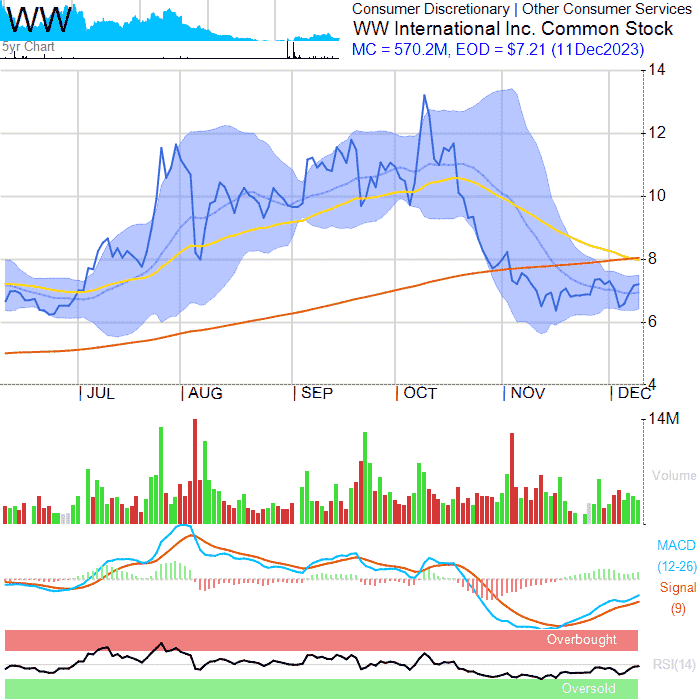 WW
5yr Chart
Consumer Discretionary | Other Consumer Services
WW International Inc. Common Stock
MC = 570.2M, EOD = $7.21 (11Dec2023)
14
12
10
8
6
4
JUL AUG SEP OCT NOV DEC
14M
Volume
MACD
(12-26)
Signal
(9)
Overbought
RSI(14)
Oversold